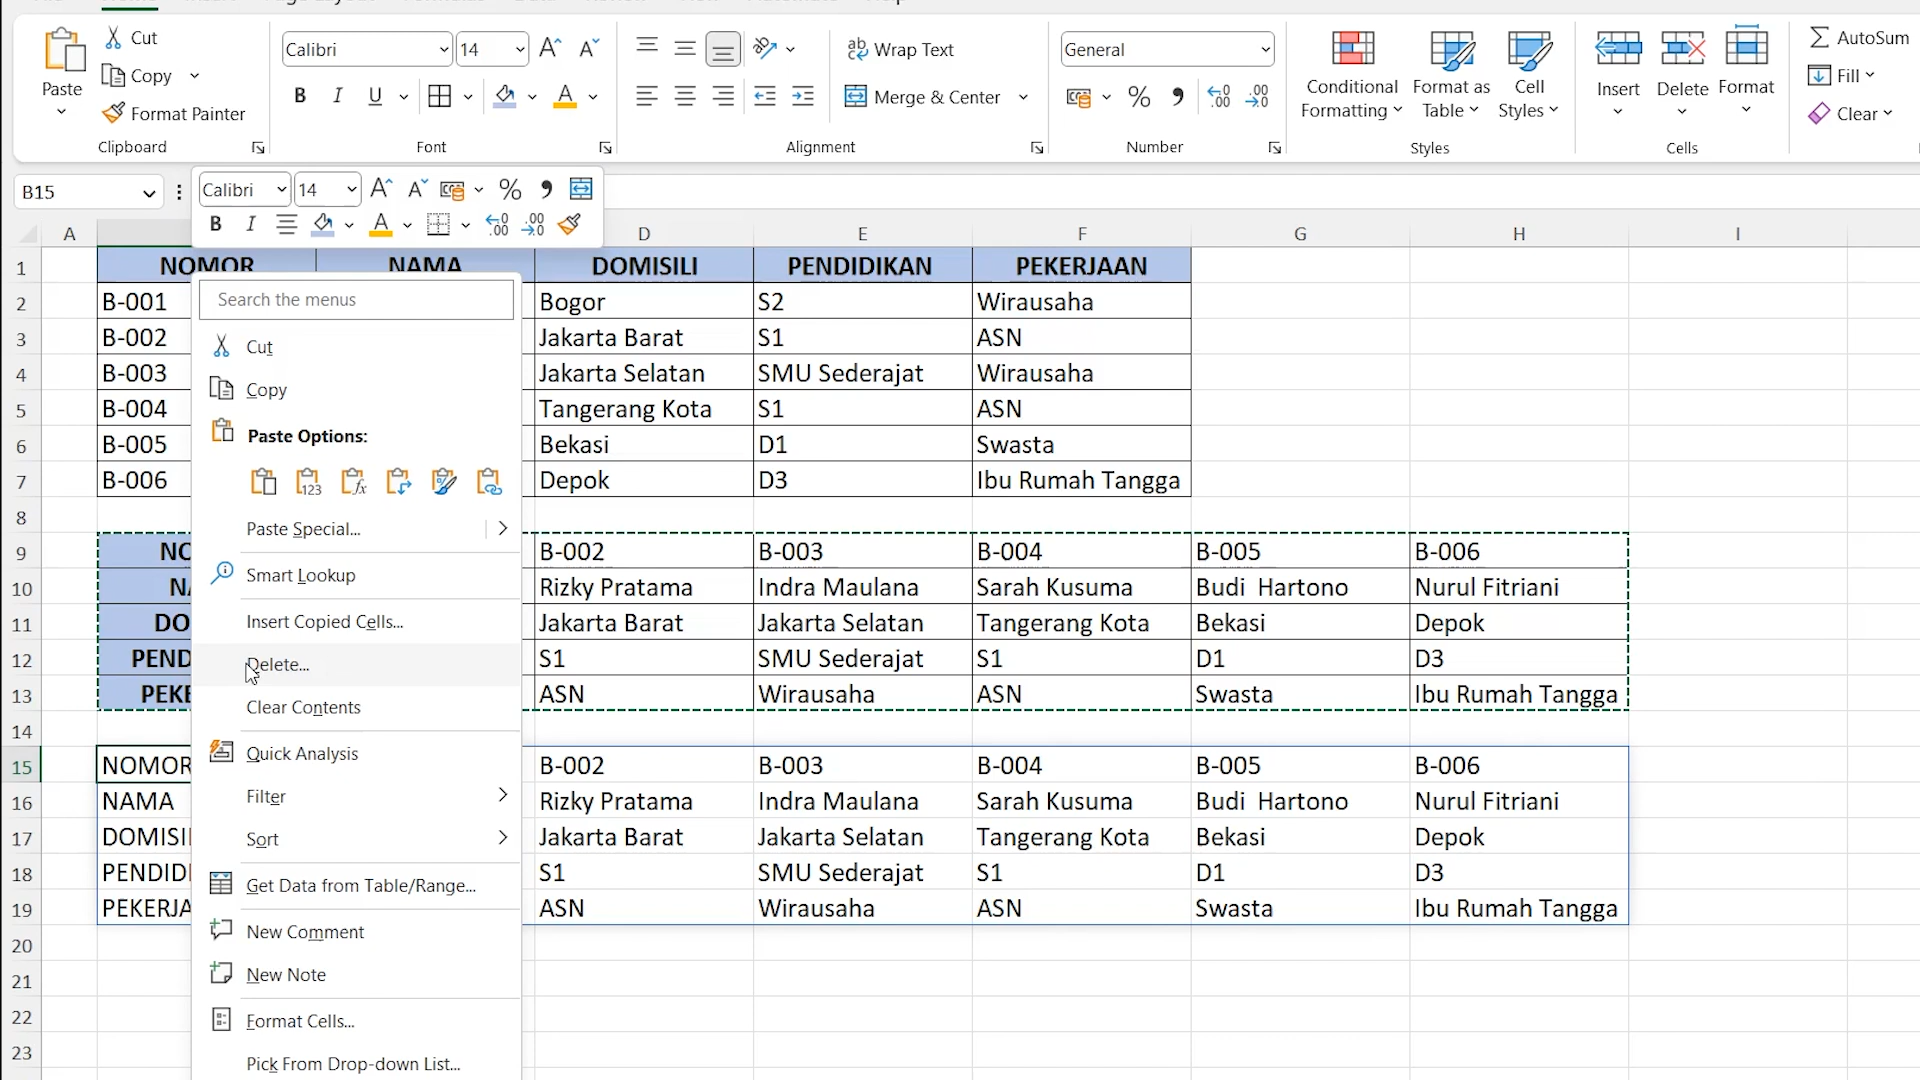 Cut
Copy
Format Painter
Paste
Clipboard
Calibri
14
B I U
Font
Wrap Text
Merge & Center
Alignment
General
Number
Conditional Formatting
Format as Table
Cell Styles
Styles
Insert
Delete
Format
Cells
AutoSum
Fill
Clear
B15
Calibri
14
B I
A
D E F G H I
1 NOMOR NAMA DOMISILI PENDIDIKAN PEKERJAAN
2 B-001 Bogor S2 Wirausaha
3 B-002 Jakarta Barat S1 ASN
4 B-003 Jakarta Selatan SMU Sederajat Wirausaha
5 B-004 Tangerang Kota S1 ASN
6 B-005 Bekasi D1 Swasta
7 B-006 Depok D3 Ibu Rumah Tangga
8
9 NO B-002 B-003 B-004 B-005 B-006
10 NA Rizky Pratama Indra Maulana Sarah Kusuma Budi  Hartono Nurul Fitriani
11 DO Jakarta Barat Jakarta Selatan Tangerang Kota Bekasi Depok
12 PEND S1 SMU Sederajat S1 D1 D3
13 PEKE ASN Wirausaha ASN Swasta Ibu Rumah Tangga
14
15 NOMOR B-002 B-003 B-004 B-005 B-006
16 NAMA Rizky Pratama Indra Maulana Sarah Kusuma Budi  Hartono Nurul Fitriani
17 DOMISI Jakarta Barat Jakarta Selatan Tangerang Kota Bekasi Depok
18 PENDIDI S1 SMU Sederajat S1 D1 D3
19 PEKERJA ASN Wirausaha ASN Swasta Ibu Rumah Tangga
20
21
22
23
Search the menus
Cut
Copy
Paste Options:
Paste Special...
Smart Lookup
Insert Copied Cells...
Delete...
Clear Contents
Quick Analysis
Filter
Sort
Get Data from Table/Range...
New Comment
New Note
Format Cells...
Pick From Drop-down List...